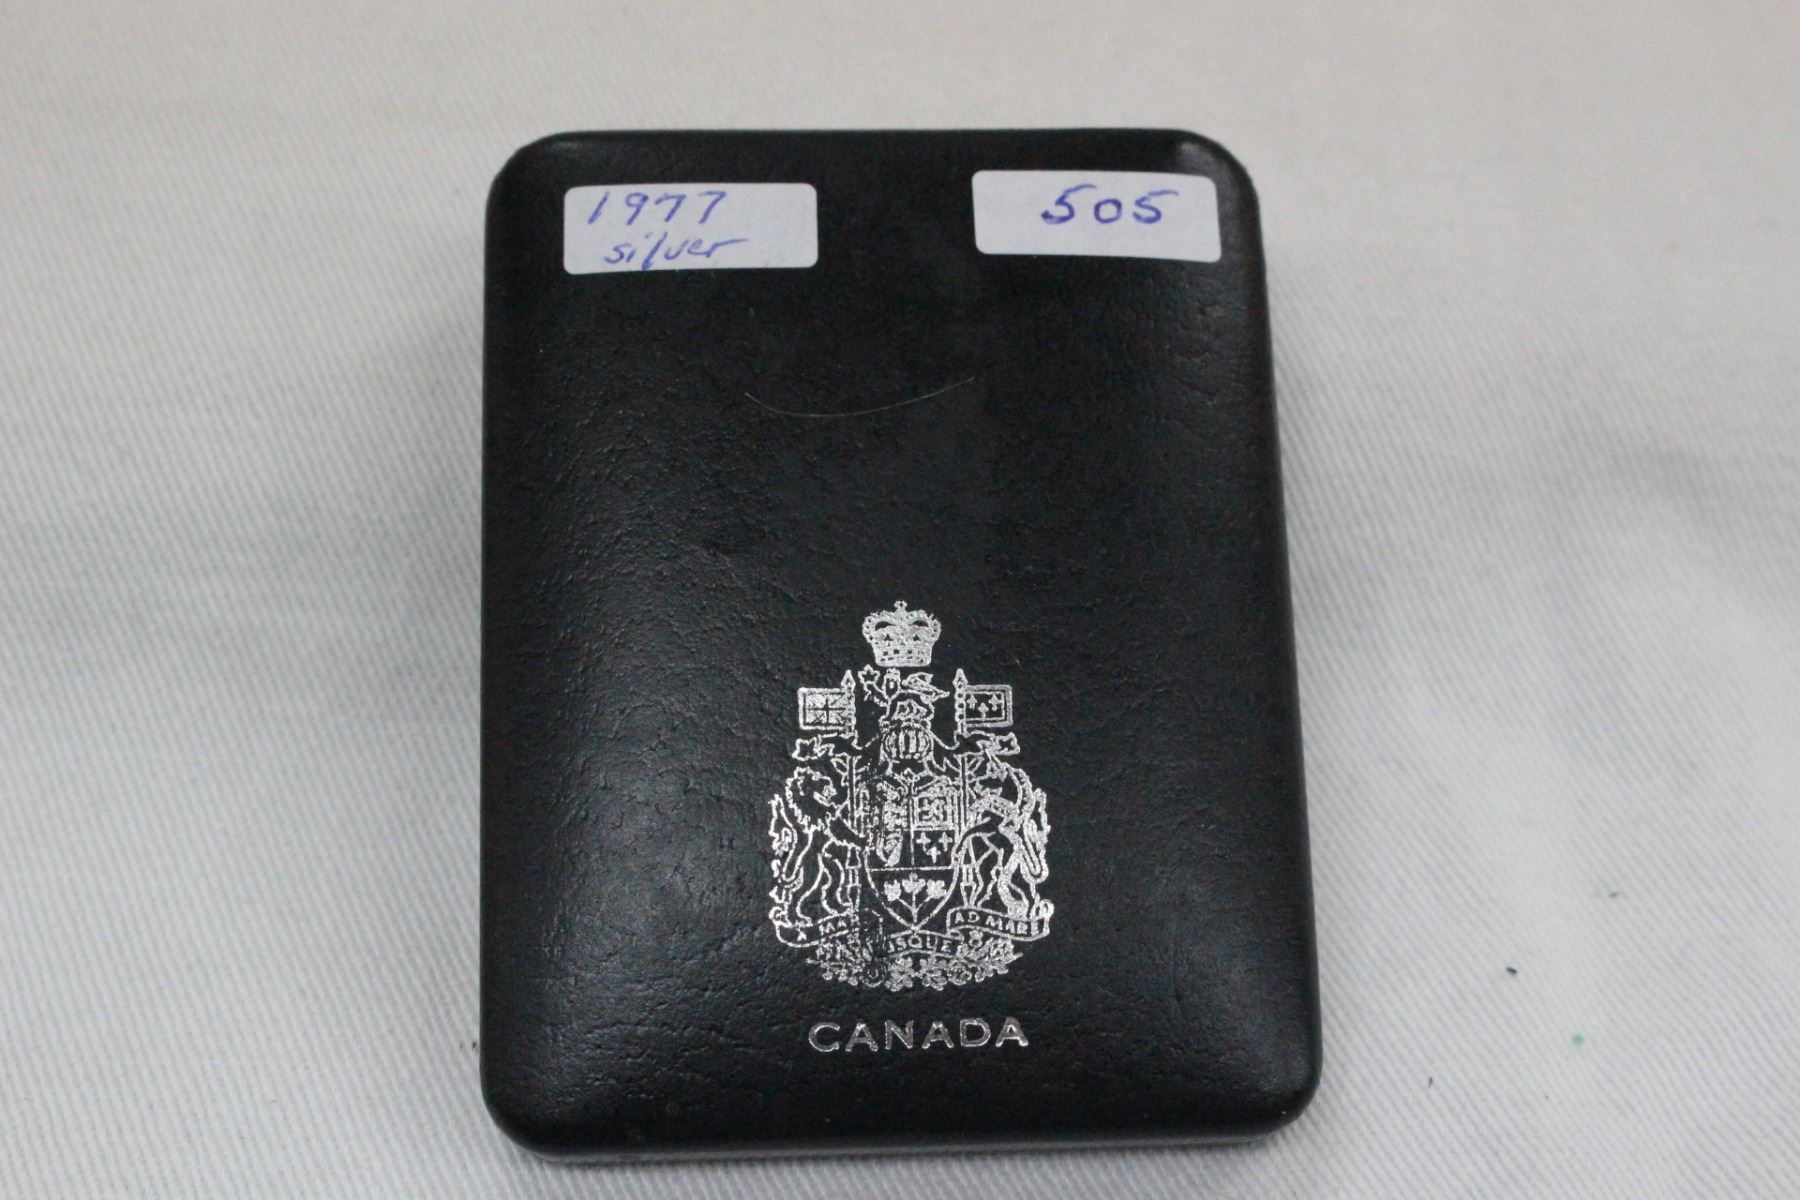 1977
silver
505
A MARI
USQUE
AD MARE
CANADA